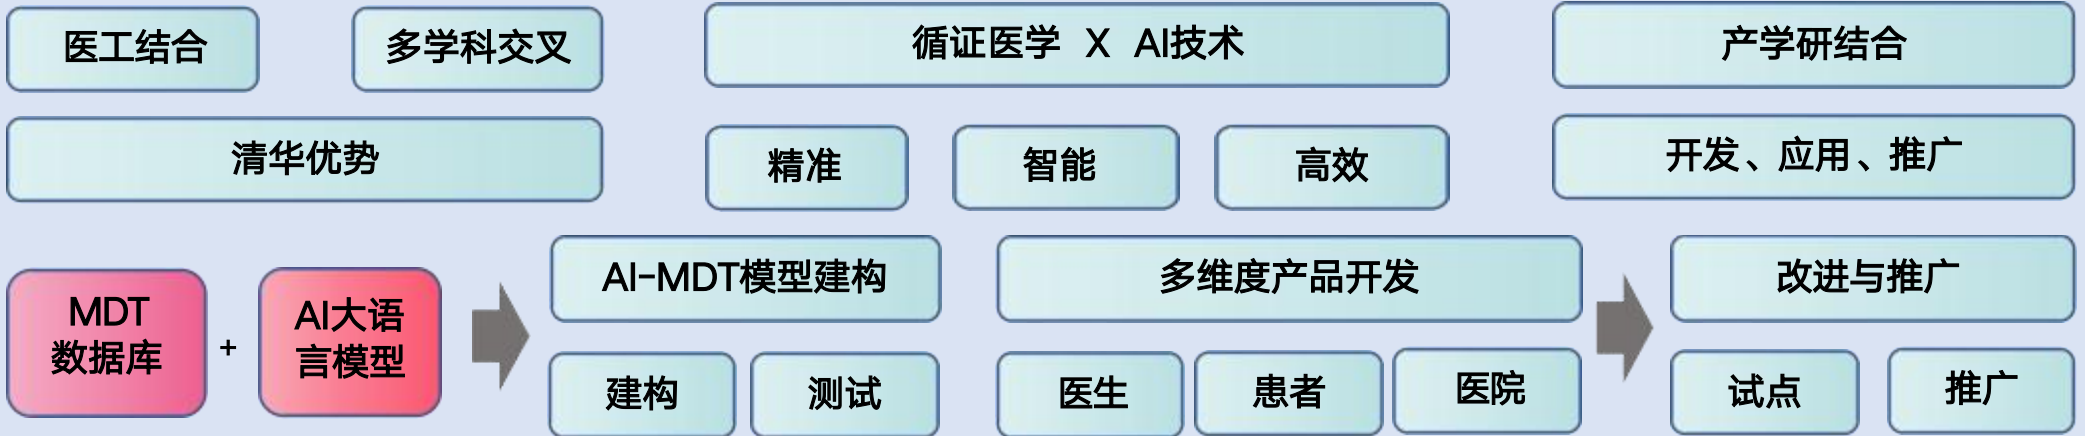 医工结合
多学科交叉
循证医学 X AI技术
产学研结合
清华优势
精准
智能
高效
开发、应用、推广
MDT
数据库
+
AI大语
言模型
AI-MDT模型建构
多维度产品开发
改进与推广
建构
测试
医生
患者
医院
试点
推广